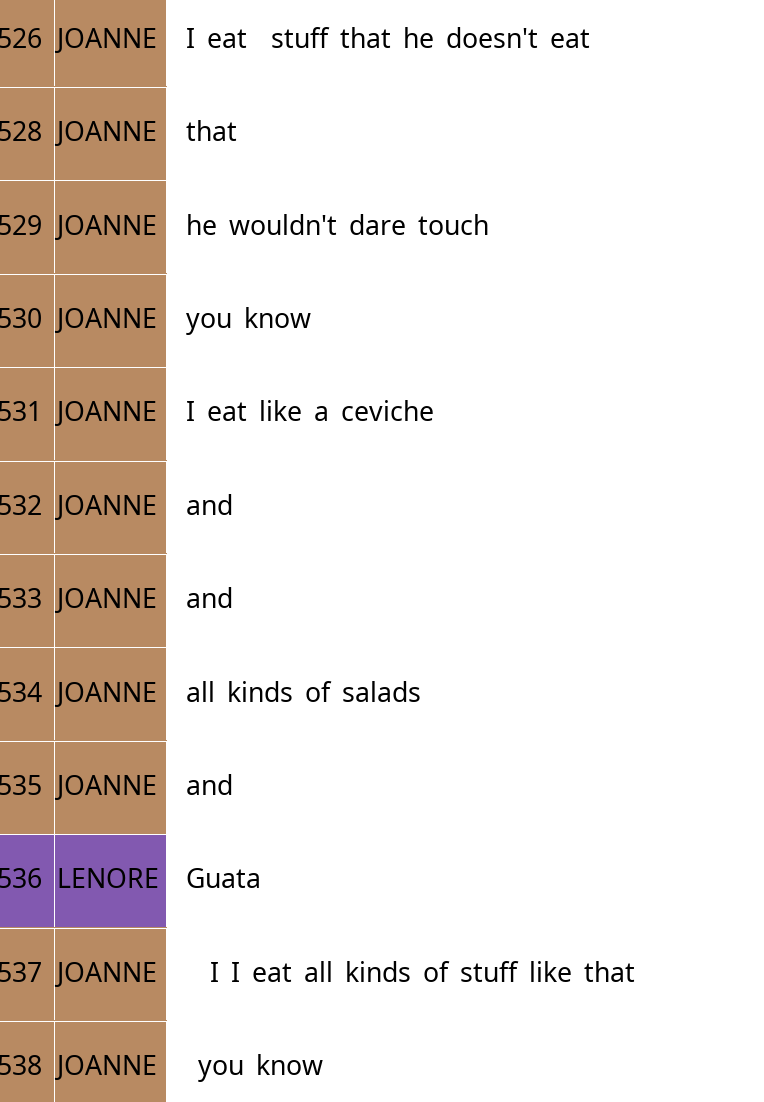 526 JOANNE I eat stuff that he doesn't eat
528 JOANNE that
529 JOANNE he wouldn't dare touch
530 JOANNE you know
531 JOANNE I eat like a ceviche
532 JOANNE and
533 JOANNE and
534 JOANNE all kinds of salads
535 JOANNE and
536 LENORE Guata
537 JOANNE I I eat all kinds of stuff like that
538 JOANNE you know